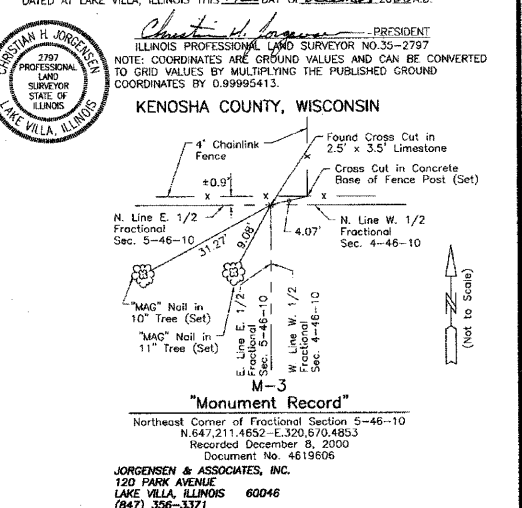 DATED AT LAKE VILLA, ILLINOIS THIS DAY OF A.D.
Christian H. Jorgensen PRESIDENT
ILLINOIS PROFESSIONAL LAND SURVEYOR NO.35-2797
CHRISTIAN H. JORGENSEN
2797
PROFESSIONAL
LAND
SURVEYOR
STATE OF
ILLINOIS
LAKE VILLA, ILLINOIS
NOTE: COORDINATES ARE GROUND VALUES AND CAN BE CONVERTED
TO GRID VALUES BY MULTIPLYING THE PUBLISHED GROUND
COORDINATES BY 0.99995413.
KENOSHA COUNTY, WISCONSIN
4' Chainlink
Fence
Found Cross Cut in
2.5' x 3.5' Limestone
Cross Cut in Concrete
Base of Fence Post (Set)
±0.9'
x
x
x
x
N. Line E. 1/2
Fractional
Sec. 5-46-10
N. Line W. 1/2
Fractional
Sec. 4-46-10
4.07'
31.27'
9.08'
"MAG" Nail in
10" Tree (Set)
"MAG" Nail in
11" Tree (Set)
E. Line E. 1/2
Fractional
Sec. 5-46-10
W. Line W. 1/2
Fractional
Sec. 4-46-10
N
(Not to Scale)
M-3
"Monument Record"
Northeast Corner of Fractional Section 5-46-10
N.647,211.4652-E.320,670.4853
Recorded December 8, 2000
Document No. 4619606
JORGENSEN & ASSOCIATES, INC.
120 PARK AVENUE
LAKE VILLA, ILLINOIS 60046
(847) 356-3371